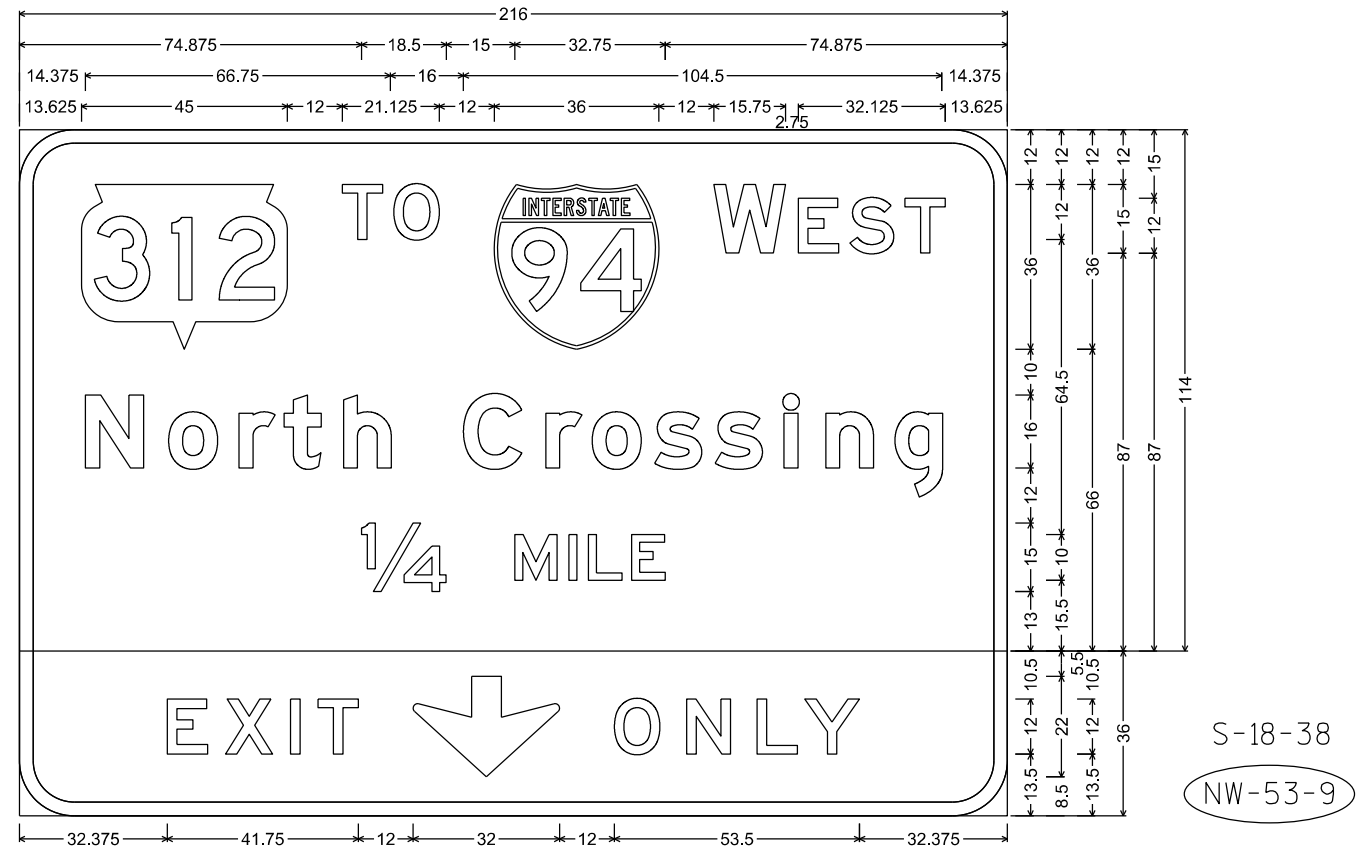 216
74.875 18.5 15 32.75 74.875
14.375 66.75 16 104.5 14.375
13.625 45 12 21.125 12 36 12 15.75 2.75 32.125 13.625
312 TO INTERSTATE 94 WEST
North Crossing
1/4 MILE
EXIT ONLY
32.375 41.75 12 32 12 53.5 32.375
12 36 10 16 12 15 13 10.5 12 13.5
12 12 64.5 10 15.5 5.5 22 8.5
12 36 66 10.5 12 13.5
12 15 87 36
15 12 87
114
S-18-38
NW-53-9